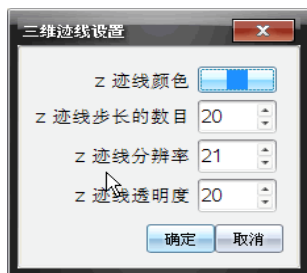 三维迹线设置
z 迹线颜色
z 迹线步长的数目 20
z 迹线分辨率 21
z 迹线透明度 20
确定 取消